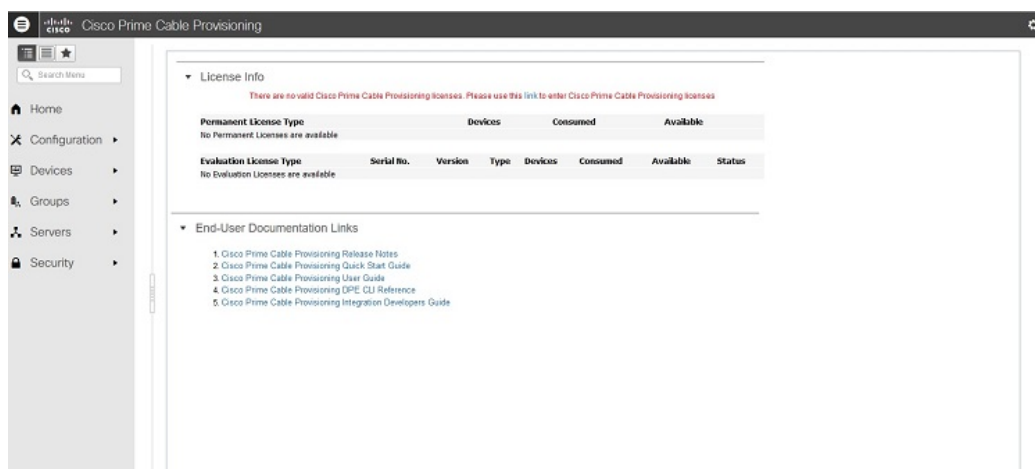 cisco Cisco Prime Cable Provisioning
Search Menu
Home
Configuration
Devices
Groups
Servers
Security
License Info
There are no valid Cisco Prime Cable Provisioning licenses. Please use this link to enter Cisco Prime Cable Provisioning licenses
Permanent License Type Devices Consumed Available
No Permanent Licenses are available
Evaluation License Type Serial No. Version Type Devices Consumed Available Status
No Evaluation Licenses are available
End-User Documentation Links
1. Cisco Prime Cable Provisioning Release Notes
2. Cisco Prime Cable Provisioning Quick Start Guide
3. Cisco Prime Cable Provisioning User Guide
4. Cisco Prime Cable Provisioning DPE CLI Reference
5. Cisco Prime Cable Provisioning Integration Developers Guide